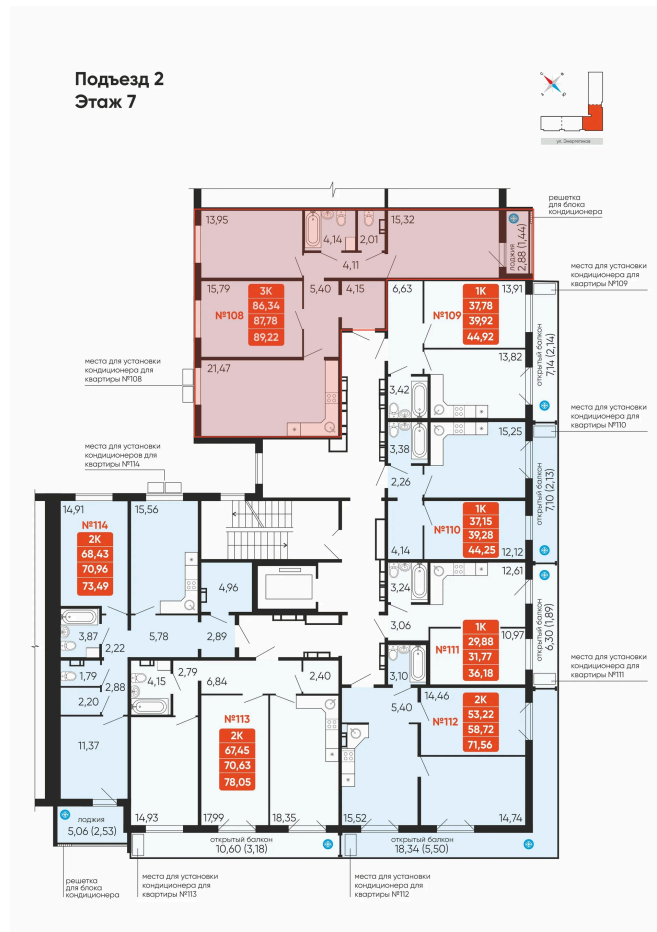 Подъезд 2
Этаж 7
ул. Энергетиков
решетка
для блока
кондиционера
13,95
4,14
2,01
15,32
4,11
лоджия
2,88 (1,44)
места для установки
кондиционера для
квартиры №109
15,79
№108
3К
86,34
87,78
89,22
5,40
4,15
6,63
№109
1К
37,78
39,92
44,92
13,91
открытый балкон
7,14 (2,14)
21,47
13,82
места для установки
кондиционера для
квартиры №108
3,42
места для установки
кондиционера для
квартиры №110
места для установки
кондиционеров для
квартиры №114
3,38
15,25
2,26
открытый балкон
7,10 (2,13)
14,91
15,56
№114
2К
68,43
70,96
73,49
№110
1К
37,15
39,28
44,25
4,14
12,12
4,96
3,24
12,61
3,06
10,97
открытый балкон
6,30 (1,89)
3,87
2,22
5,78
2,89
№111
1К
29,88
31,77
36,18
места для установки
кондиционера для
квартиры №111
1,79
2,88
4,15
2,79
6,84
2,40
3,10
2,20
5,40
14,46
№112
2К
53,22
58,72
71,56
11,37
№113
2К
67,45
70,63
78,05
14,93
17,99
18,35
15,52
14,74
лоджия
5,06 (2,53)
открытый балкон
10,60 (3,18)
открытый балкон
18,34 (5,50)
решетка
для блока
кондиционера
места для установки
кондиционера для
квартиры №113
места для установки
кондиционера для
квартиры №112